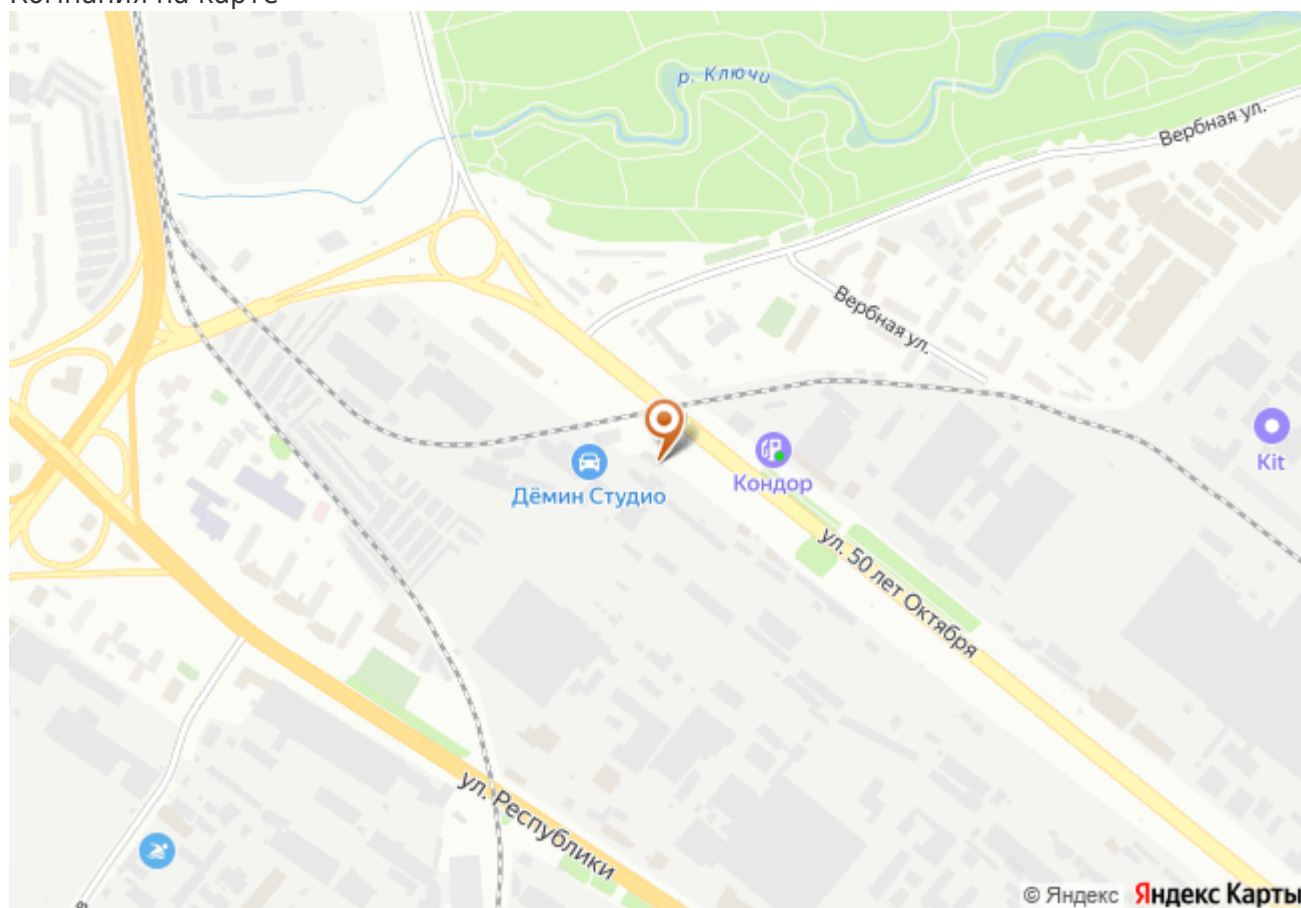 Компания на карте
р. Ключи
Вербная ул.
Вербная ул.
Kit
Дёмин Студио
Кондор
ул. 50 лет Октября
ул. Республики
© Яндекс Яндекс Карты